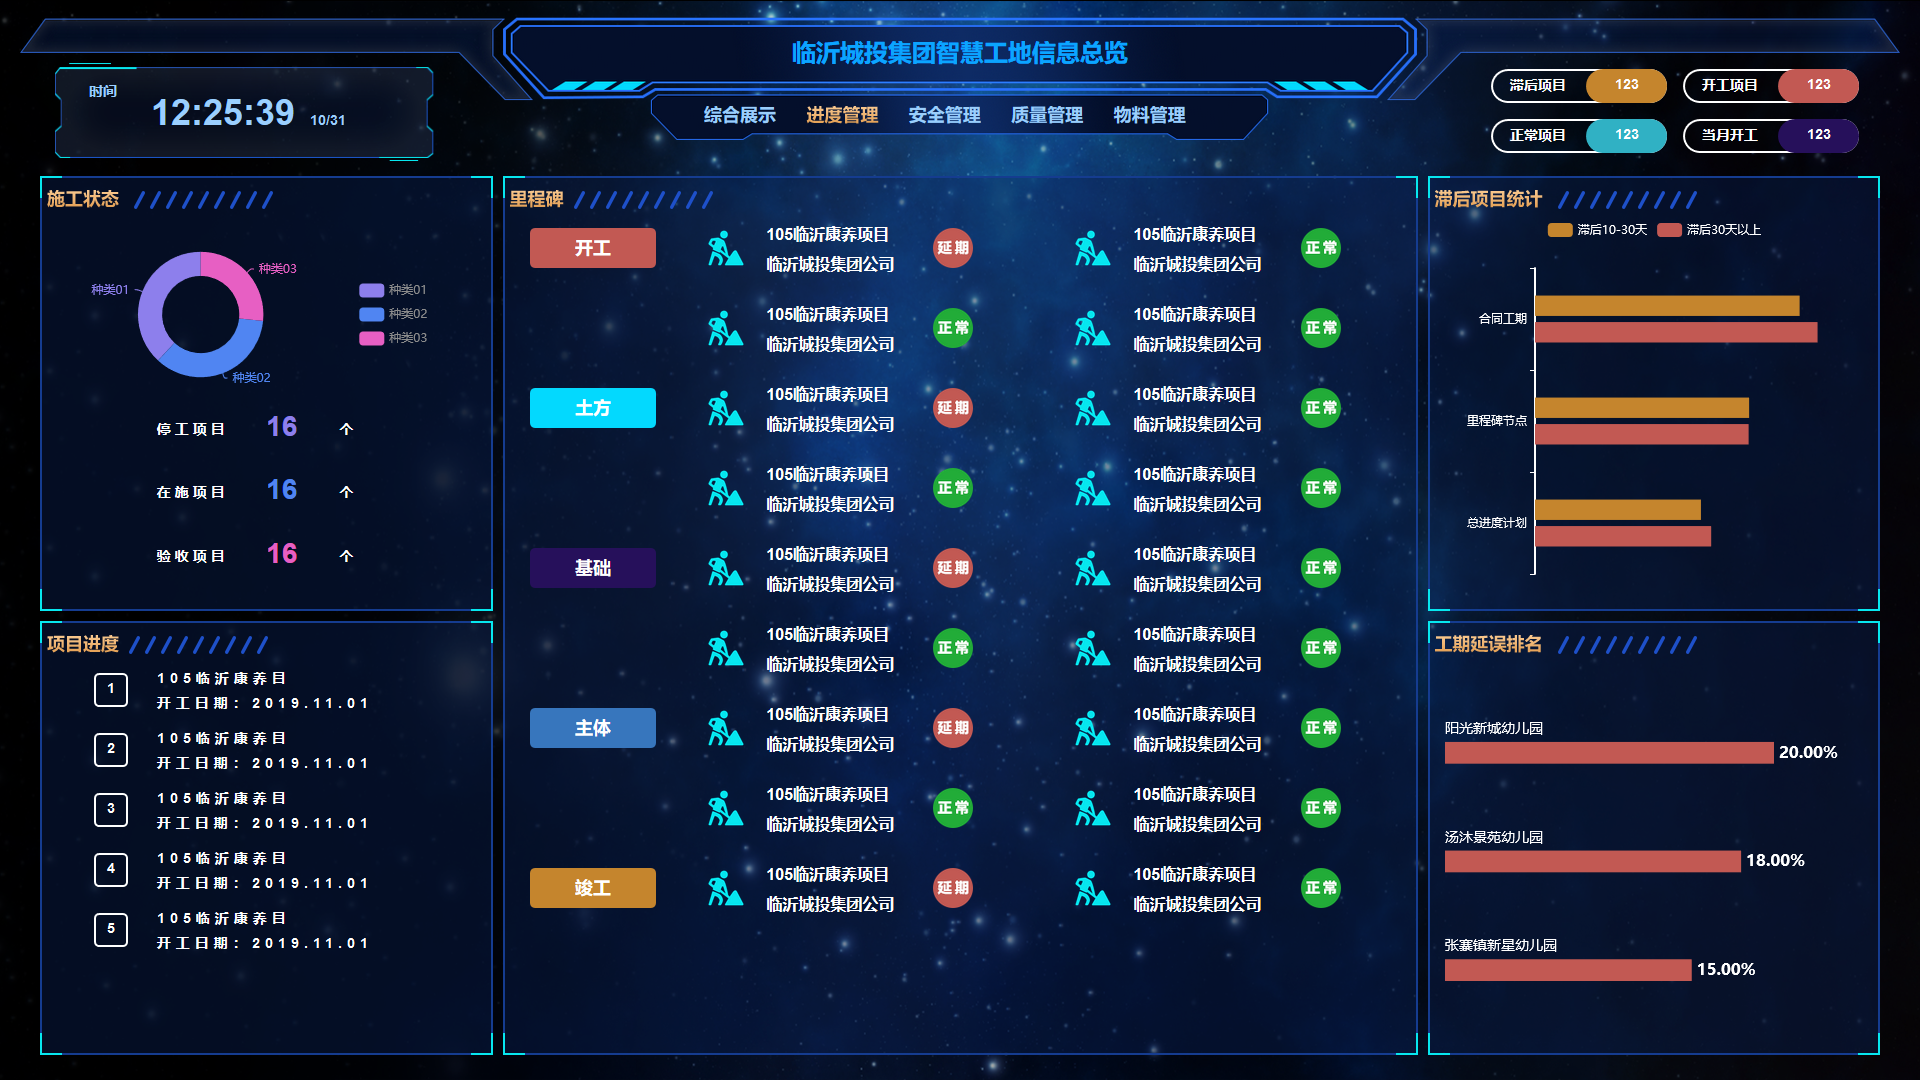 临沂城投集团智慧工地信息总览
时间
12:25:39 10/31
综合展示 进度管理 安全管理 质量管理 物料管理
滞后项目 123
开工项目 123
正常项目 123
当月开工 123
施工状态
种类01
种类03
种类02
种类01
种类02
种类03
停工项目 16 个
在施项目 16 个
验收项目 16 个
项目进度
1
105临沂康养目
开工日期：2019.11.01
2
105临沂康养目
开工日期：2019.11.01
3
105临沂康养目
开工日期：2019.11.01
4
105临沂康养目
开工日期：2019.11.01
5
105临沂康养目
开工日期：2019.11.01
里程碑
开工
105临沂康养项目
临沂城投集团公司
延期
105临沂康养项目
临沂城投集团公司
正常
105临沂康养项目
临沂城投集团公司
正常
105临沂康养项目
临沂城投集团公司
正常
土方
105临沂康养项目
临沂城投集团公司
延期
105临沂康养项目
临沂城投集团公司
正常
105临沂康养项目
临沂城投集团公司
正常
105临沂康养项目
临沂城投集团公司
正常
基础
105临沂康养项目
临沂城投集团公司
延期
105临沂康养项目
临沂城投集团公司
正常
105临沂康养项目
临沂城投集团公司
正常
105临沂康养项目
临沂城投集团公司
正常
主体
105临沂康养项目
临沂城投集团公司
延期
105临沂康养项目
临沂城投集团公司
正常
105临沂康养项目
临沂城投集团公司
正常
105临沂康养项目
临沂城投集团公司
正常
竣工
105临沂康养项目
临沂城投集团公司
延期
105临沂康养项目
临沂城投集团公司
正常
滞后项目统计
滞后10-30天 滞后30天以上
合同工期
里程碑节点
总进度计划
工期延误排名
阳光新城幼儿园
20.00%
汤沐景苑幼儿园
18.00%
张寨镇新星幼儿园
15.00%